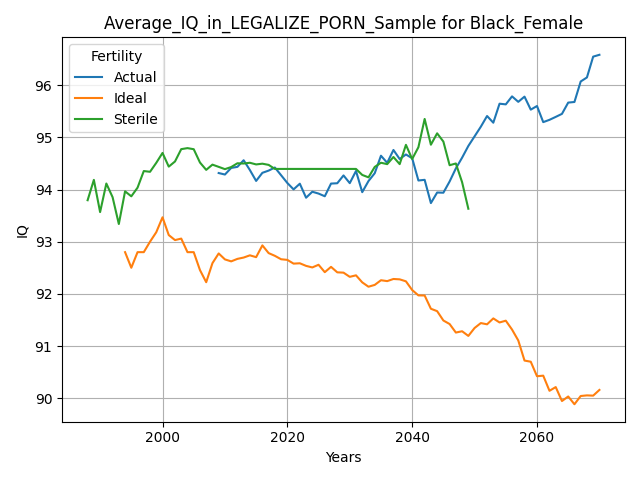 Average_IQ_in_LEGALIZE_PORN_Sample for Black_Female
Fertility
Actual
Ideal
Sterile
96
95
94
93
92
91
90
IQ
2000 2020 2040 2060
Years